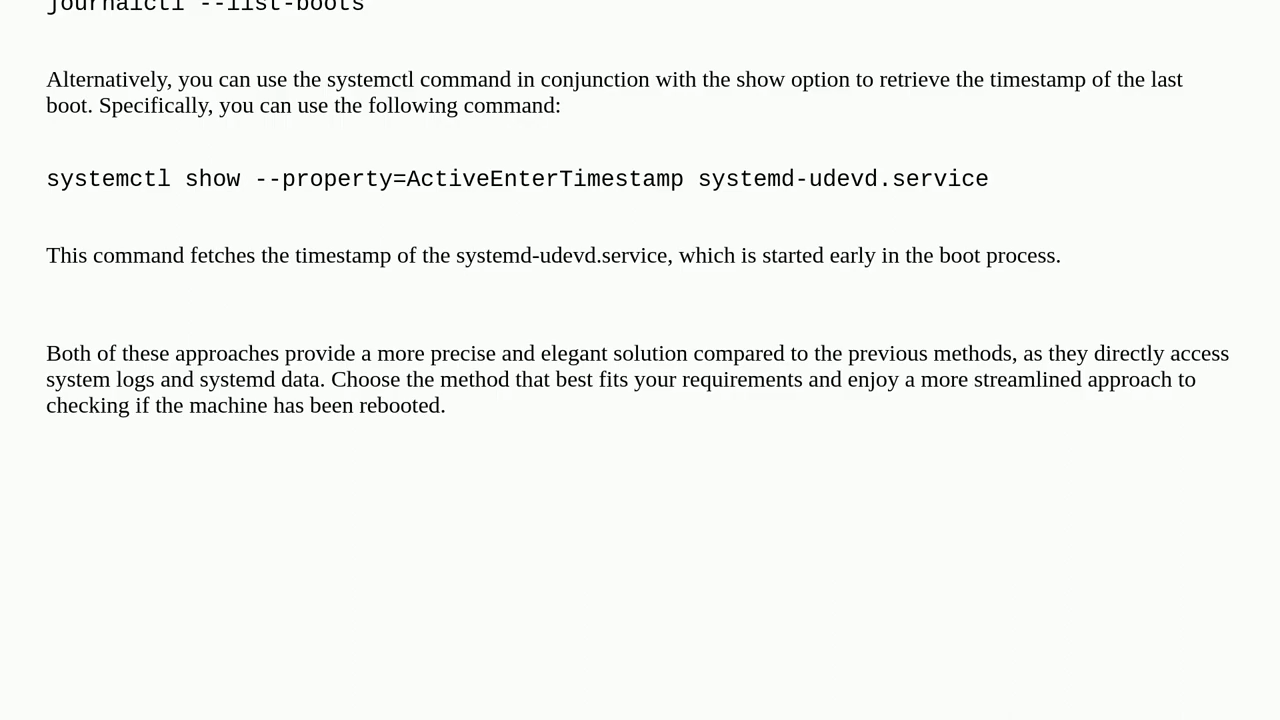 journalctl --list-boots
Alternatively, you can use the systemctl command in conjunction with the show option to retrieve the timestamp of the last
boot. Specifically, you can use the following command:
systemctl show --property=ActiveEnterTimestamp systemd-udevd.service
This command fetches the timestamp of the systemd-udevd.service, which is started early in the boot process.
Both of these approaches provide a more precise and elegant solution compared to the previous methods, as they directly access
system logs and systemd data. Choose the method that best fits your requirements and enjoy a more streamlined approach to
checking if the machine has been rebooted.